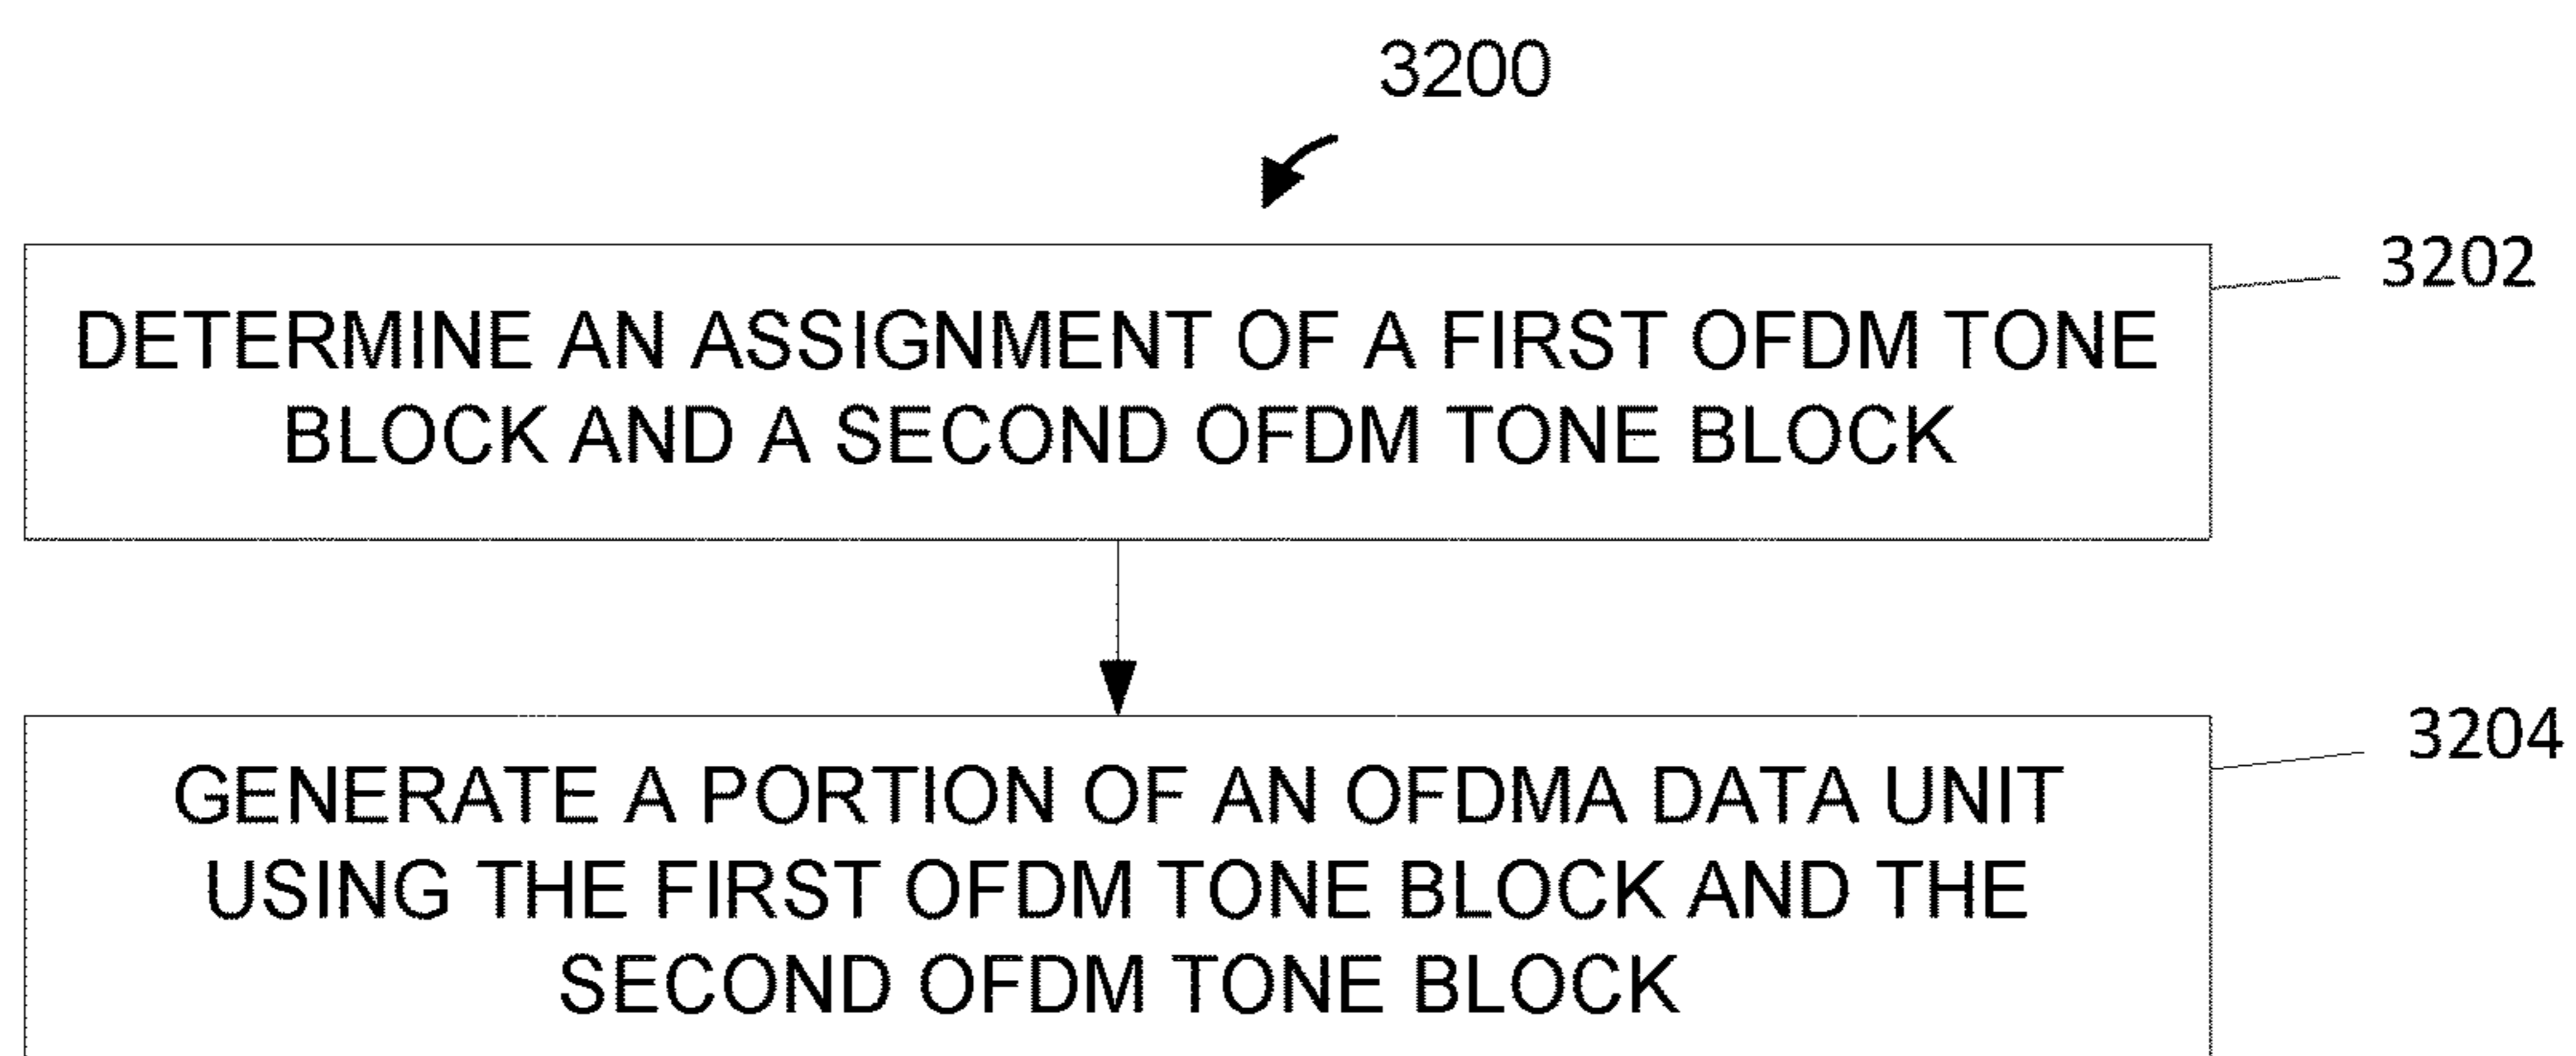 3200
3202
DETERMINE AN ASSIGNMENT OF A FIRST OFDM TONE
BLOCK AND A SECOND OFDM TONE BLOCK
3204
GENERATE A PORTION OF AN OFDMA DATA UNIT
USING THE FIRST OFDM TONE BLOCK AND THE
SECOND OFDM TONE BLOCK